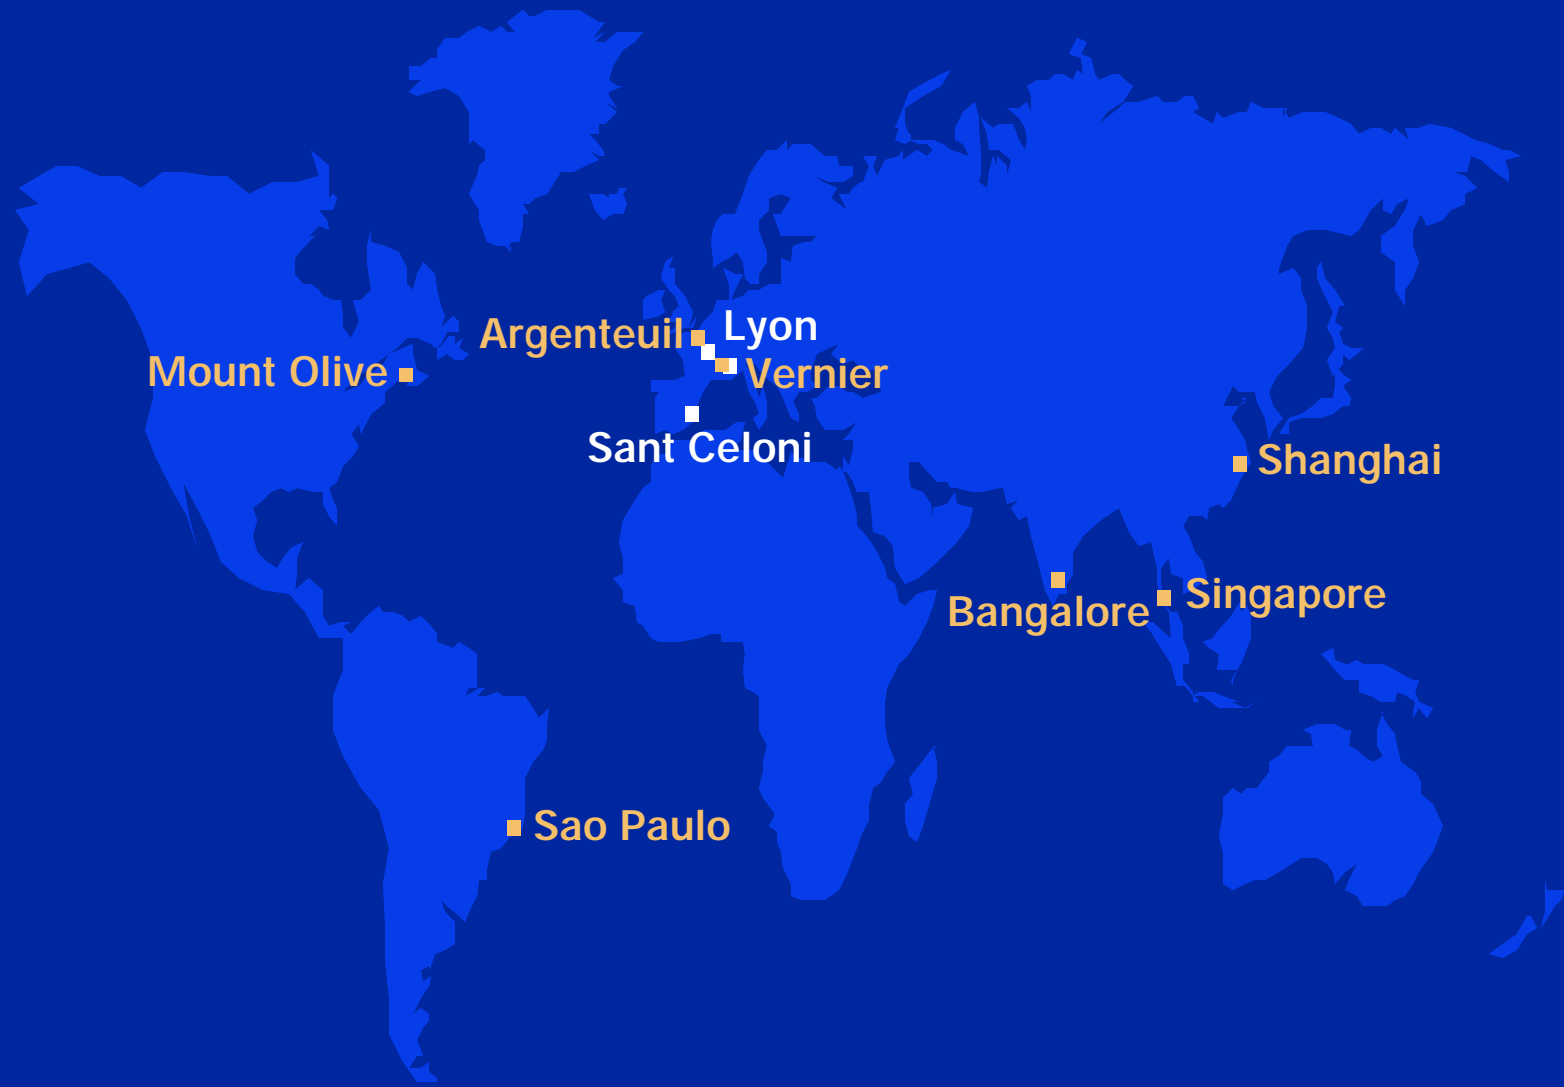 Lyon
Argenteuil
Mount Olive
Vernier
Sant Celoni
Shanghai
Singapore
Bangalore
Sao Paulo